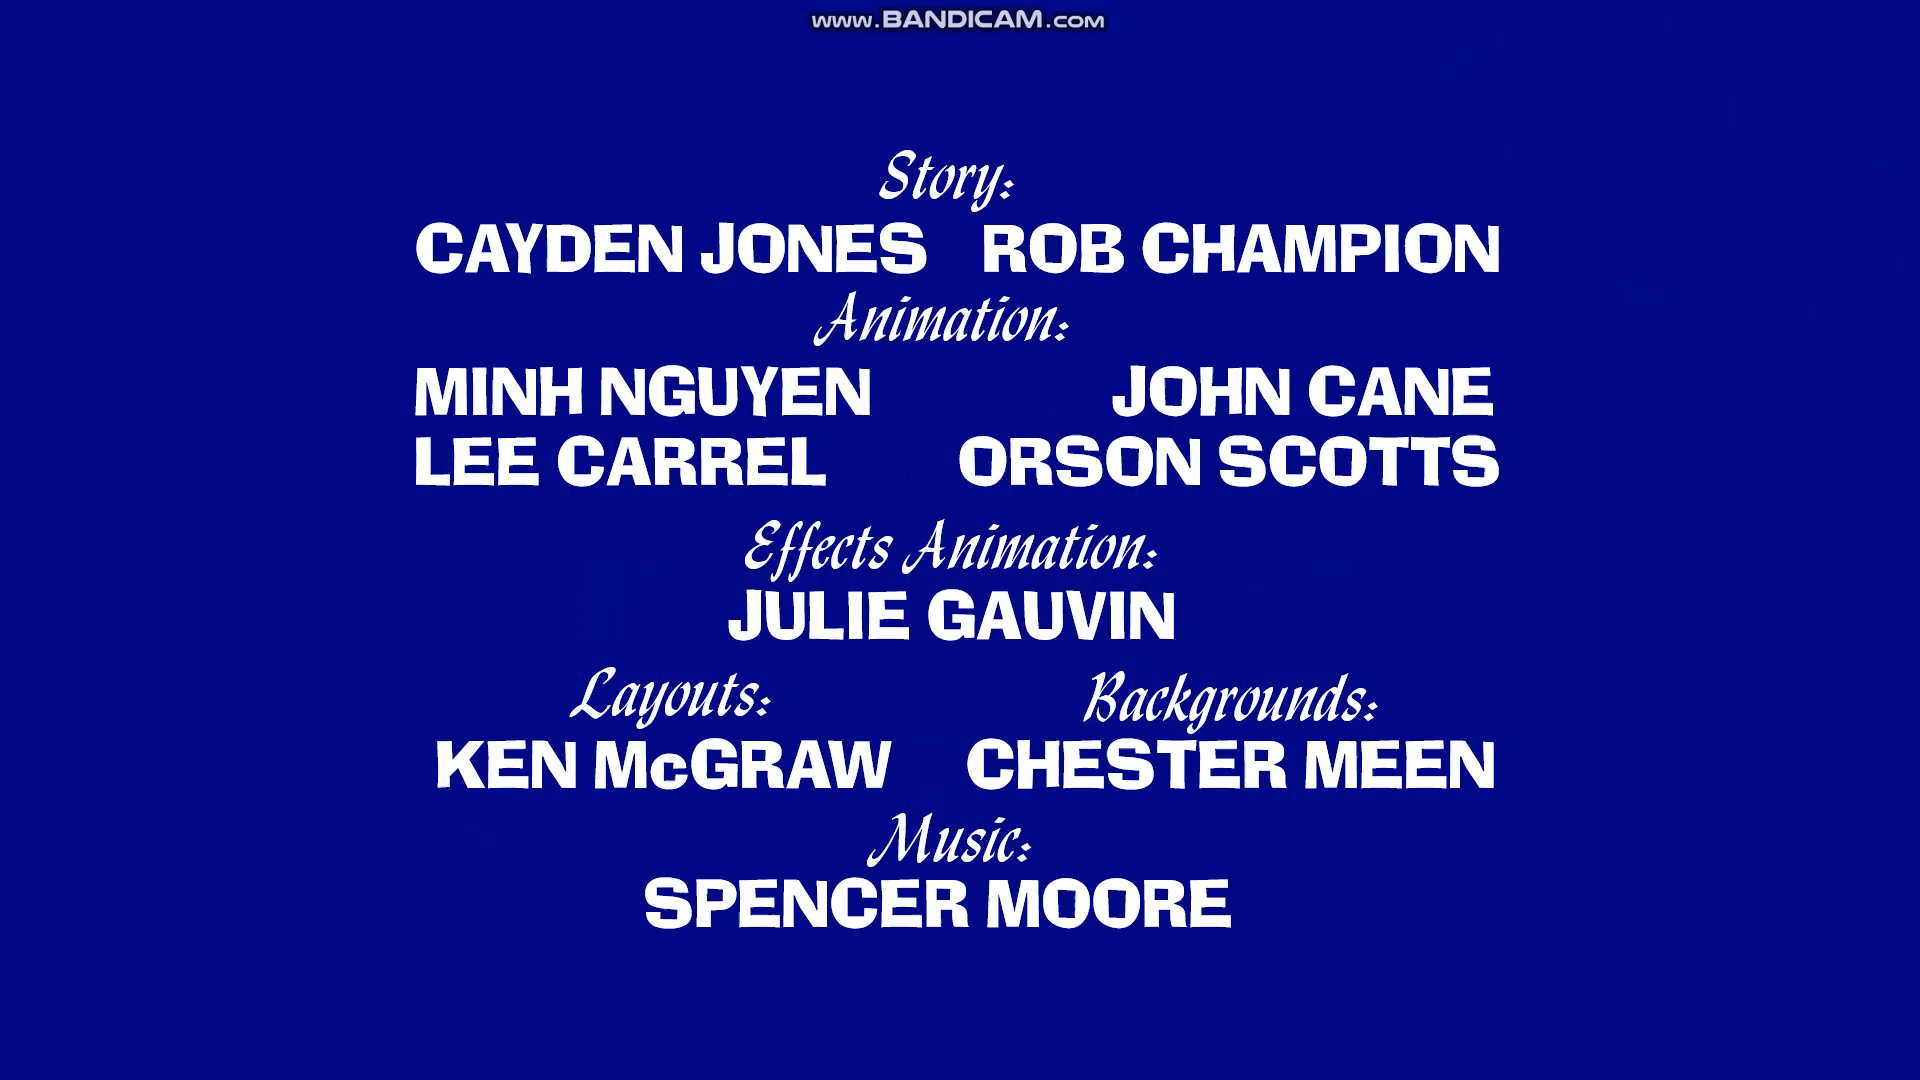 www.BANDICAM.com
Story:
CAYDEN JONES ROB CHAMPION
Animation:
MINH NGUYEN JOHN CANE
LEE CARREL ORSON SCOTTS
Effects Animation:
JULIE GAUVIN
Layouts: Backgrounds:
KEN McGRAW CHESTER MEEN
Music:
SPENCER MOORE